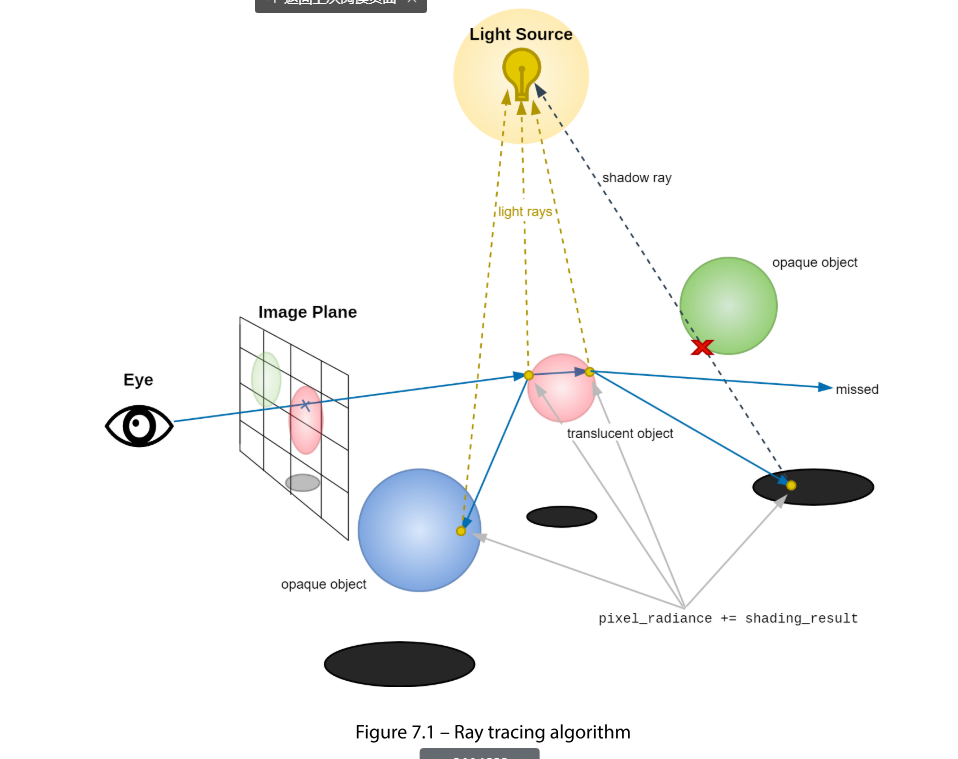 Light Source
shadow ray
light rays
opaque object
Image Plane
Eye
missed
translucent object
opaque object
pixel_radiance += shading_result
Figure 7.1 – Ray tracing algorithm